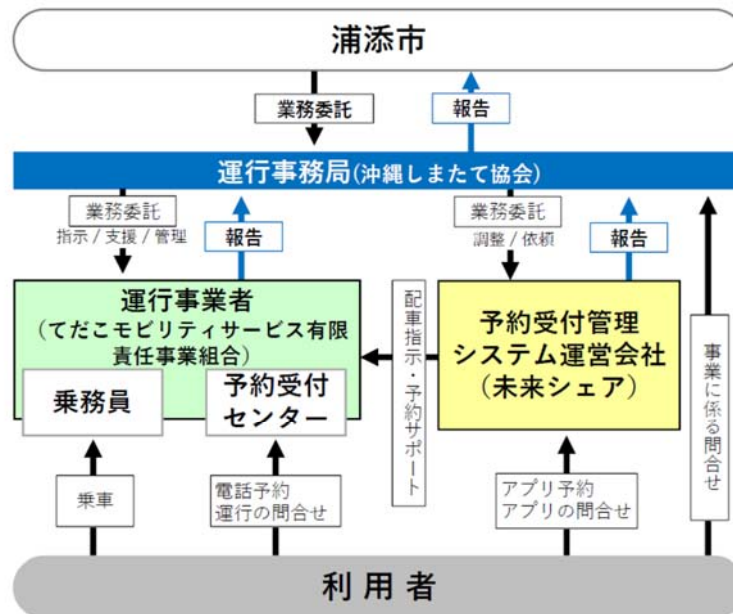 浦添市
業務委託
報告
運行事務局(沖縄しまたて協会)
業務委託
指示 / 支援 / 管理
報告
業務委託
調整 / 依頼
報告
運行事業者
（てだこモビリティサービス有限
責任事業組合）
乗務員
予約受付
センター
配車指示・予約サポート
予約受付管理
システム運営会社
（未来シェア）
事業に係る問合せ
乗車
電話予約
運行の問合せ
アプリ予約
アプリの問合せ
利用者